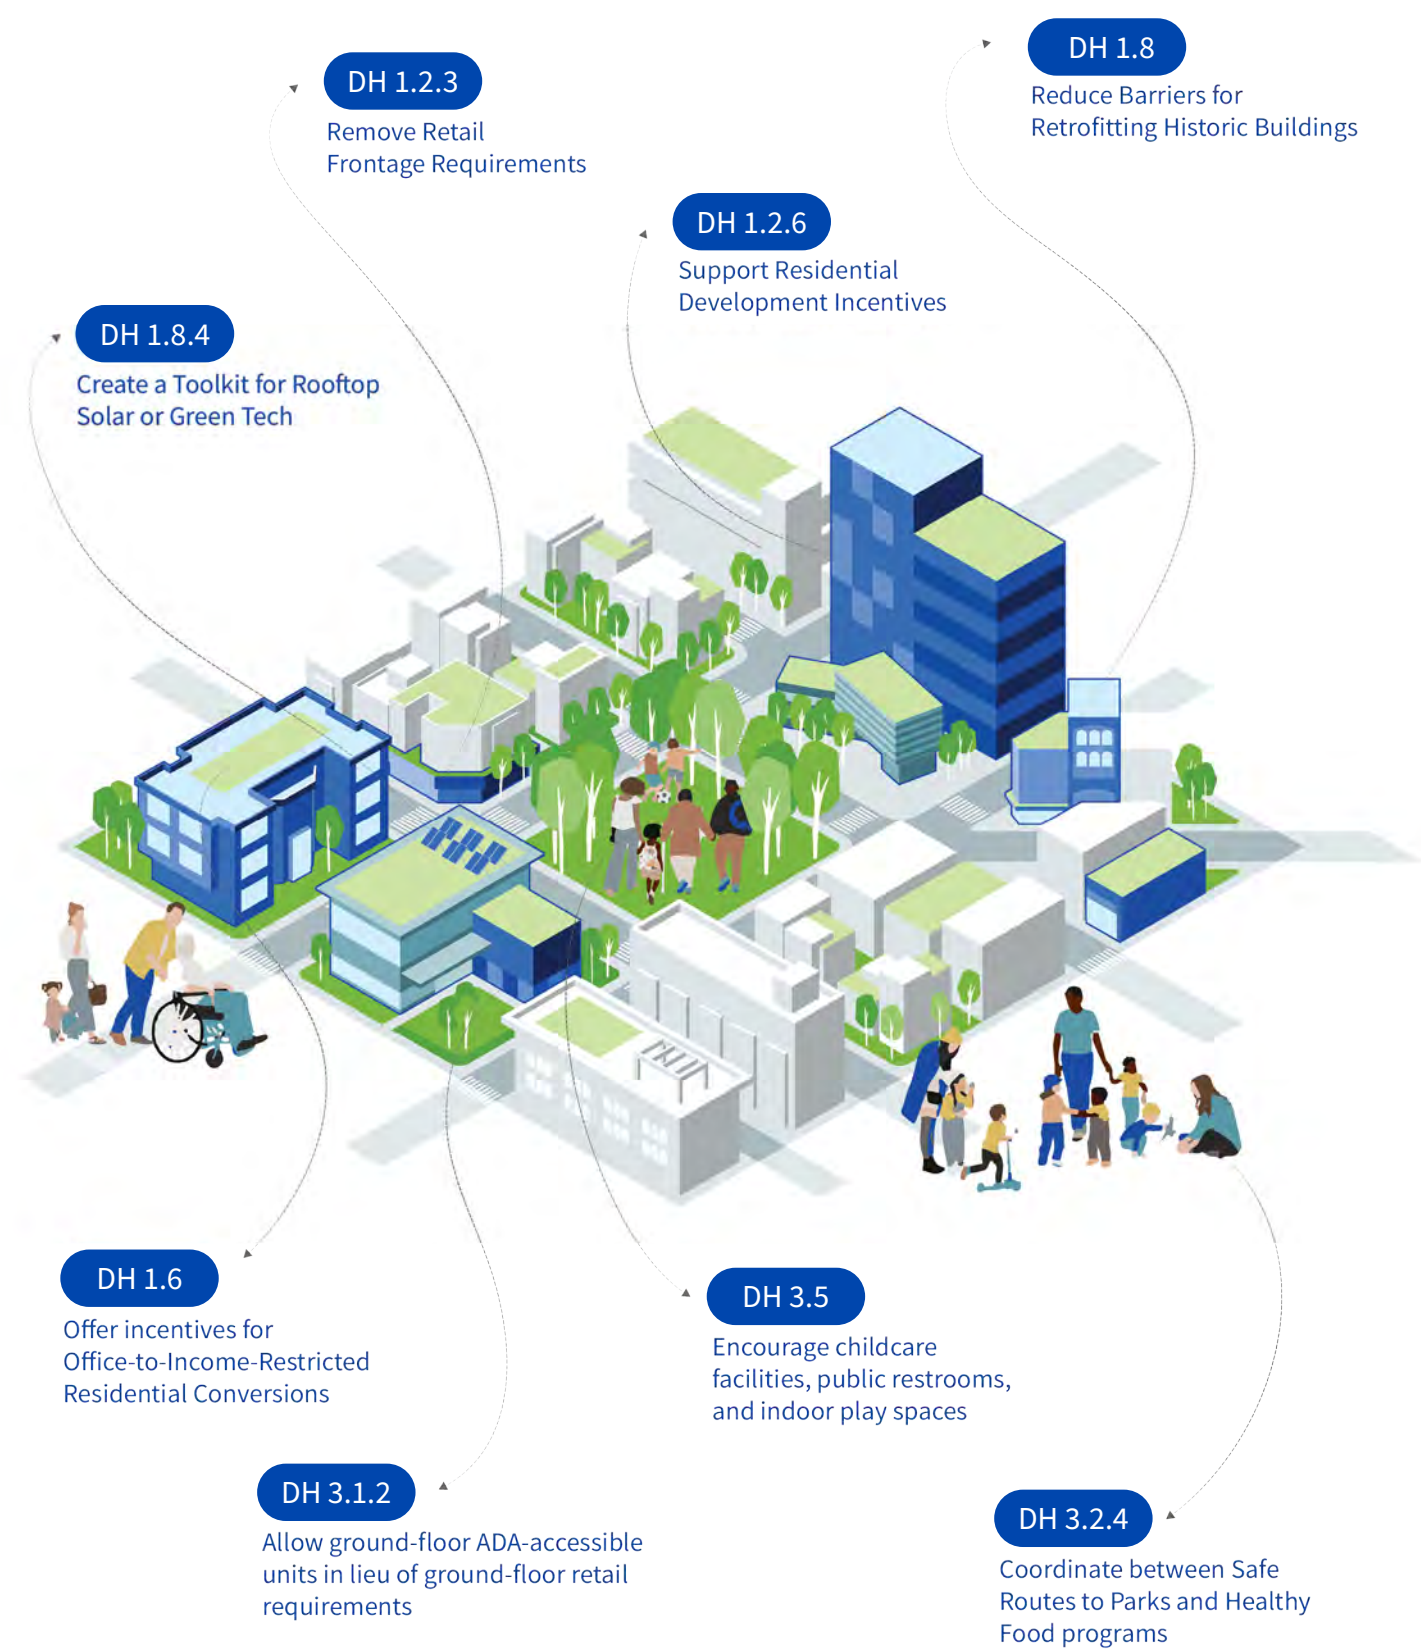 DH 1.8
Reduce Barriers for
Retrofitting Historic Buildings
DH 1.2.3
Remove Retail
Frontage Requirements
DH 1.2.6
Support Residential
Development Incentives
DH 1.8.4
Create a Toolkit for Rooftop
Solar or Green Tech
DH 1.6
Offer incentives for
Office-to-Income-Restricted
Residential Conversions
DH 3.5
Encourage childcare
facilities, public restrooms,
and indoor play spaces
DH 3.1.2
Allow ground-floor ADA-accessible
units in lieu of ground-floor retail
requirements
DH 3.2.4
Coordinate between Safe
Routes to Parks and Healthy
Food programs